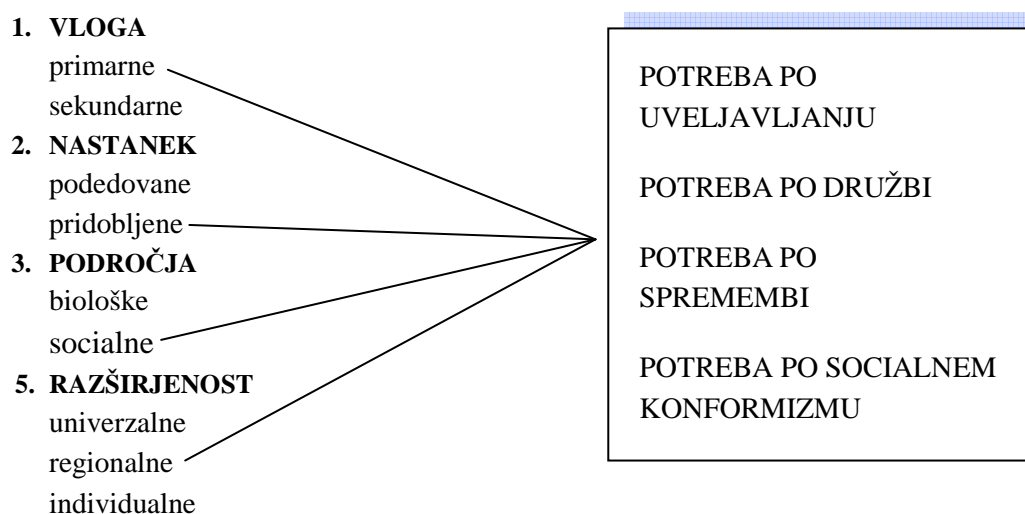 1. VLOGA
primarne
sekundarne
2. NASTANEK
podedovane
pridobljene
3. PODROČJA
biološke
socialne
5. RAZŠIRJENOST
univerzalne
regionalne
individualne
POTREBA PO
UVELJAVLJANJU
POTREBA PO DRUŽBI
POTREBA PO
SPREMEMBI
POTREBA PO SOCIALNEM
KONFORMIZMU